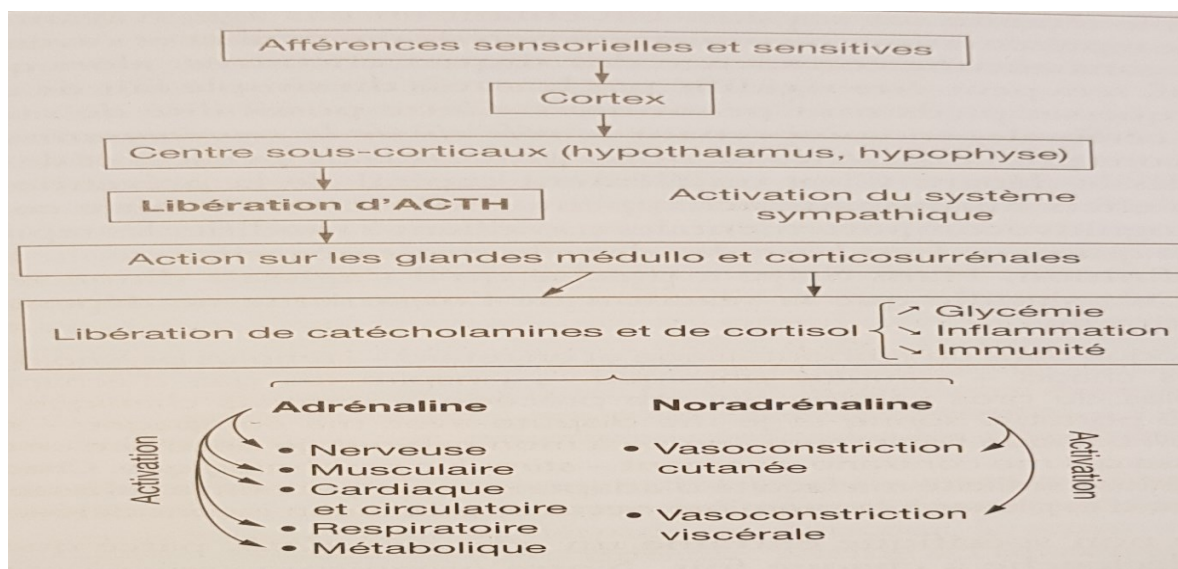 Afférences sensorielles et sensitives
Cortex
Centre sous-corticaux (hypothalamus, hypophyse)
Libération d'ACTH
Activation du système
sympathique
Action sur les glandes médullo et corticosurrénales
Libération de catécholamines et de cortisol
↗ Glycémie
↘ Inflammation
↘ Immunité
Adrénaline
Activation
• Nerveuse
• Musculaire
• Cardiaque
et circulatoire
• Respiratoire
• Métabolique
Noradrénaline
• Vasoconstriction
cutanée
• Vasoconstriction
viscérale
Activation